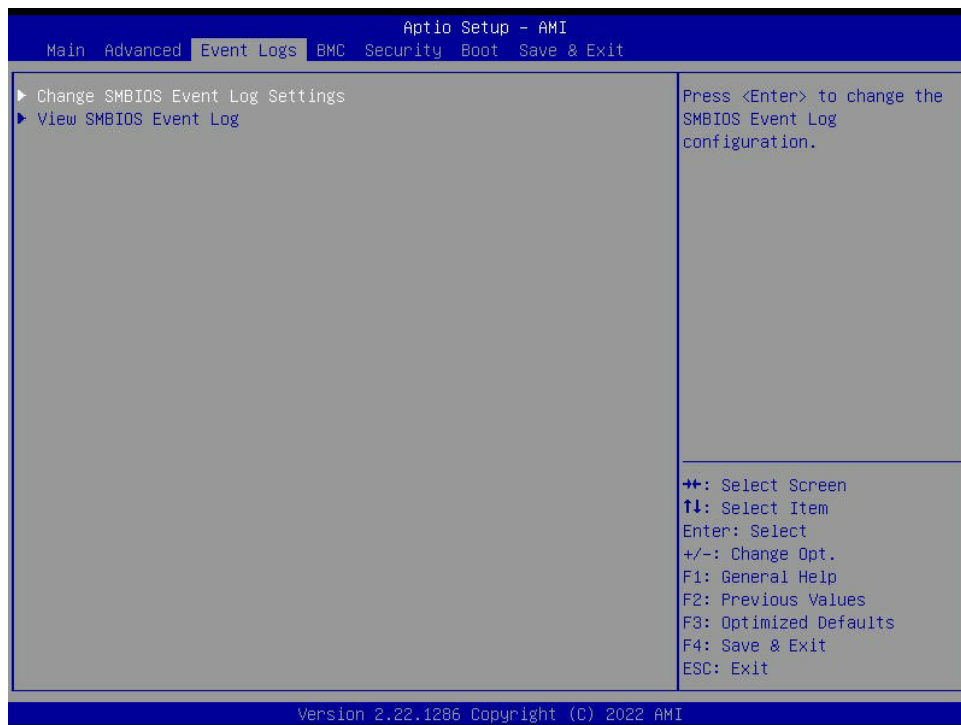 Aptio Setup – AMI
Main Advanced Event Logs BMC Security Boot Save & Exit
▶ Change SMBIOS Event Log Settings
▶ View SMBIOS Event Log
Press <Enter> to change the
SMBIOS Event Log
configuration.
→←: Select Screen
↑↓: Select Item
Enter: Select
+/-: Change Opt.
F1: General Help
F2: Previous Values
F3: Optimized Defaults
F4: Save & Exit
ESC: Exit
Version 2.22.1286 Copyright (C) 2022 AMI